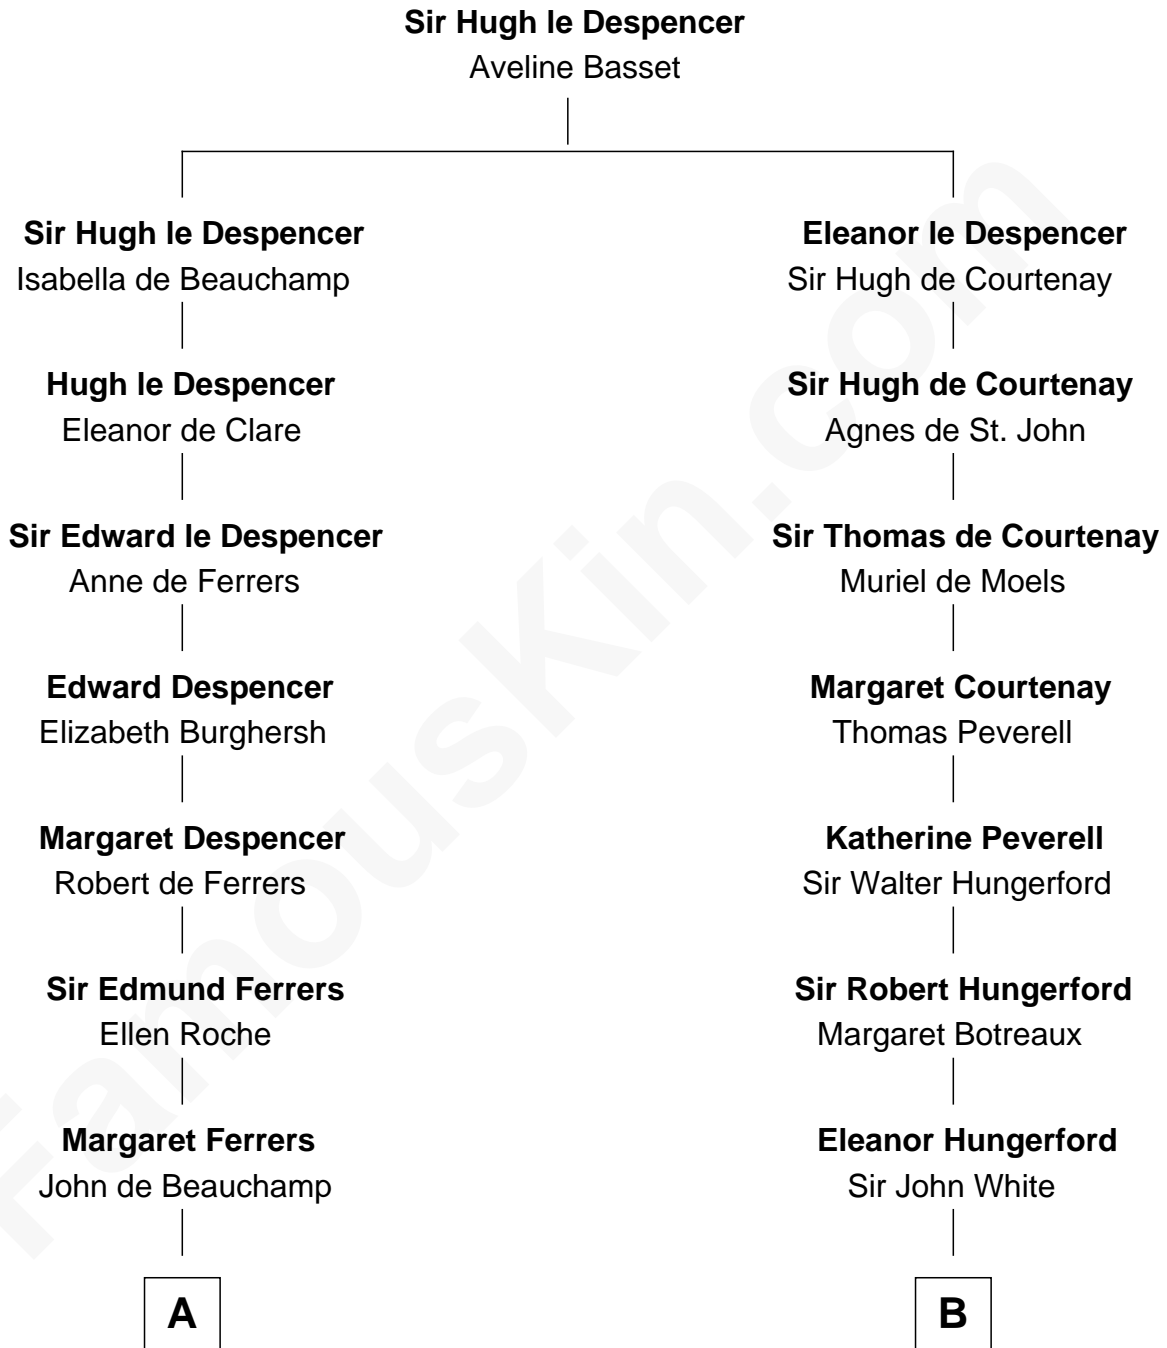 Sir Hugh le Despencer
Aveline Basset
Sir Hugh le Despencer
Isabella de Beauchamp
Hugh le Despencer
Eleanor de Clare
Sir Edward le Despencer
Anne de Ferrers
Edward Despencer
Elizabeth Burghersh
Margaret Despencer
Robert de Ferrers
Sir Edmund Ferrers
Ellen Roche
Margaret Ferrers
John de Beauchamp
A
Eleanor le Despencer
Sir Hugh de Courtenay
Sir Hugh de Courtenay
Agnes de St. John
Sir Thomas de Courtenay
Muriel de Moels
Margaret Courtenay
Thomas Peverell
Katherine Peverell
Sir Walter Hungerford
Sir Robert Hungerford
Margaret Botreaux
Eleanor Hungerford
Sir John White
B
FamousKin.com